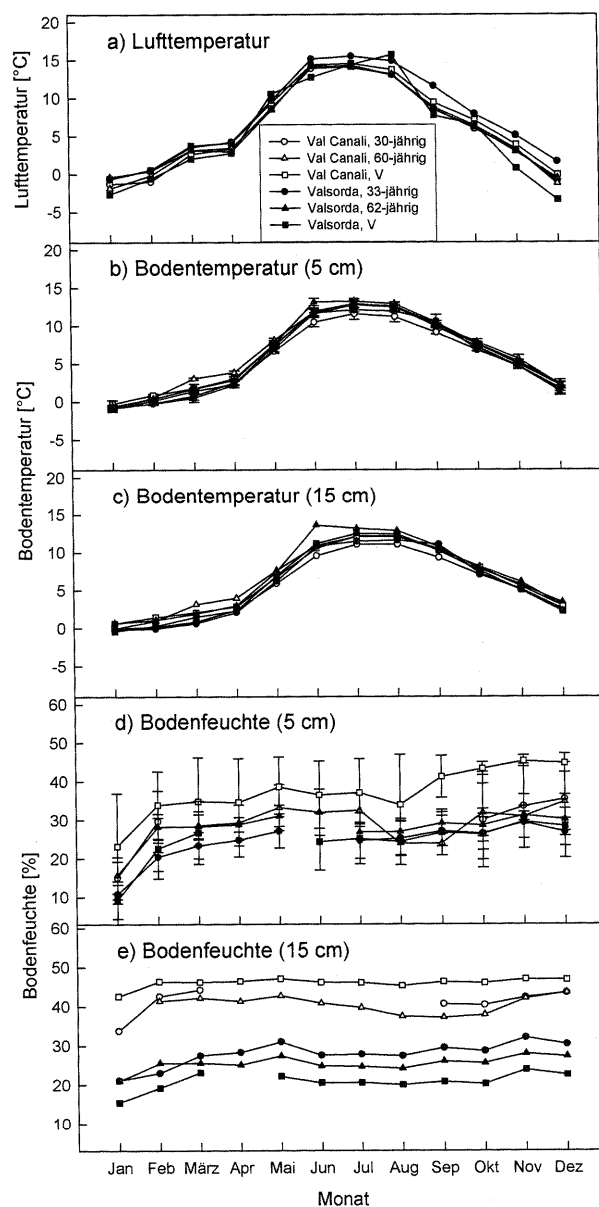 a) Lufttemperatur
Lufttemperatur [°C]
20
15
10
5
0
-5
Val Canali, 30-jährig
Val Canali, 60-jährig
Val Canali, V
Valsorda, 33-jährig
Valsorda, 62-jährig
Valsorda, V
b) Bodentemperatur (5 cm)
Bodentemperatur [°C]
20
15
10
5
0
-5
c) Bodentemperatur (15 cm)
20
15
10
5
0
-5
d) Bodenfeuchte (5 cm)
Bodenfeuchte [%]
60
50
40
30
20
10
e) Bodenfeuchte (15 cm)
60
50
40
30
20
10
Jan Feb März Apr Mai Jun Jul Aug Sep Okt Nov Dez
Monat